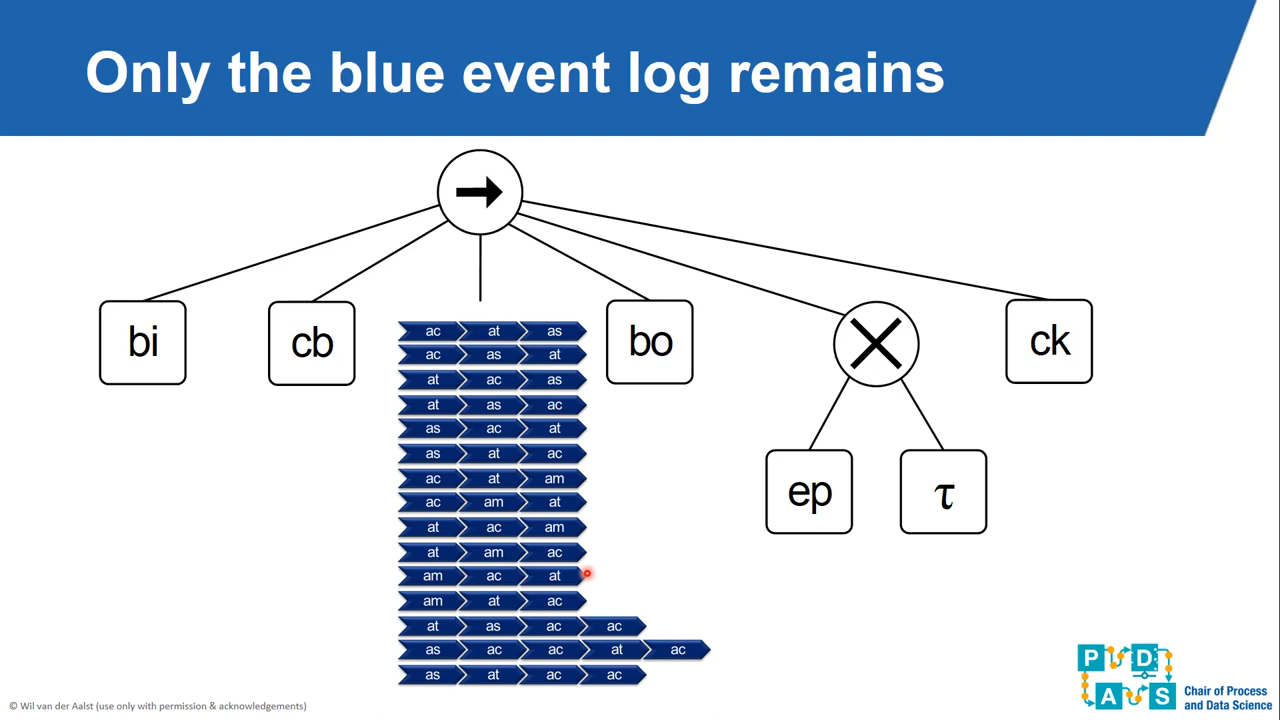 Only the blue event log remains
→
bi
cb
bo
ck
ep
τ
ac at as
ac as at
at ac as
at as ac
as ac at
as at ac
ac at am
ac am at
at ac am
at am ac
am ac at
am at ac
at as ac ac
as ac ac at ac
as at ac ac
© Wil van der Aalst (use only with permission & acknowledgements)
P D
A S
Chair of Process
and Data Science